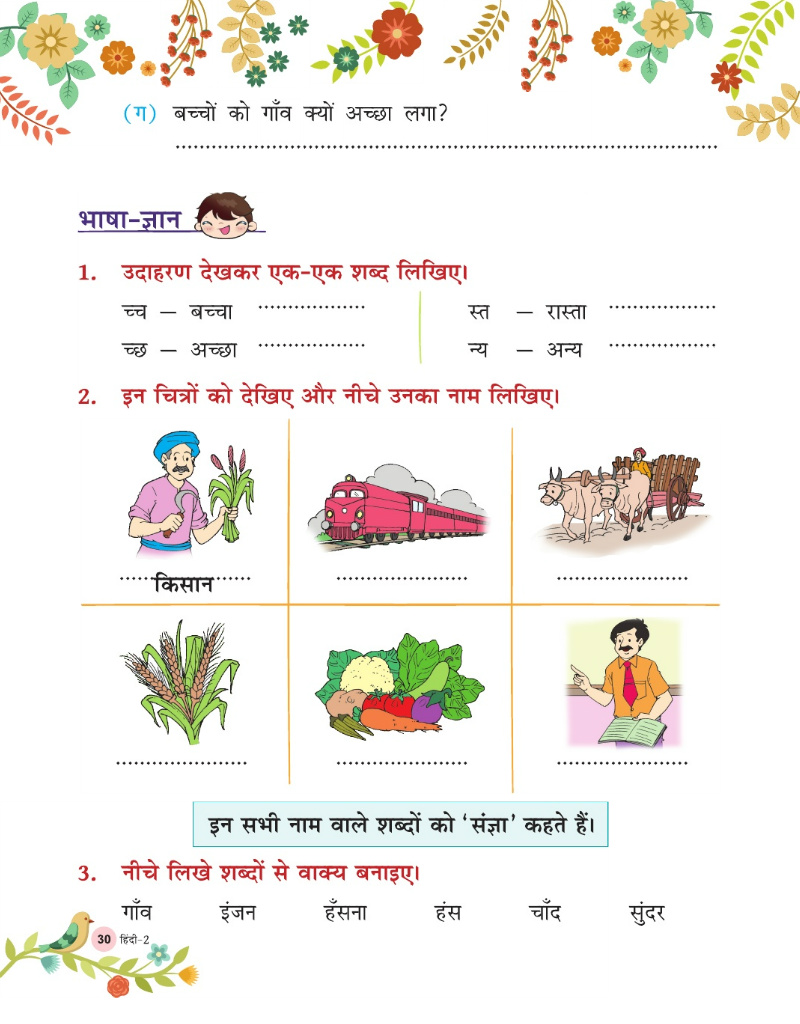 (ग) बच्चों को गाँव क्यों अच्छा लगा?
भाषा-ज्ञान
1. उदाहरण देखकर एक-एक शब्द लिखिए।
च्च – बच्चा स्त – रास्ता
च्छ – अच्छा न्य – अन्य
2. इन चित्रों को देखिए और नीचे उनका नाम लिखिए।
किसान
इन सभी नाम वाले शब्दों को ‘संज्ञा’ कहते हैं।
3. नीचे लिखे शब्दों से वाक्य बनाइए।
गाँव इंजन हँसना हंस चाँद सुंदर
30 हिंदी-2